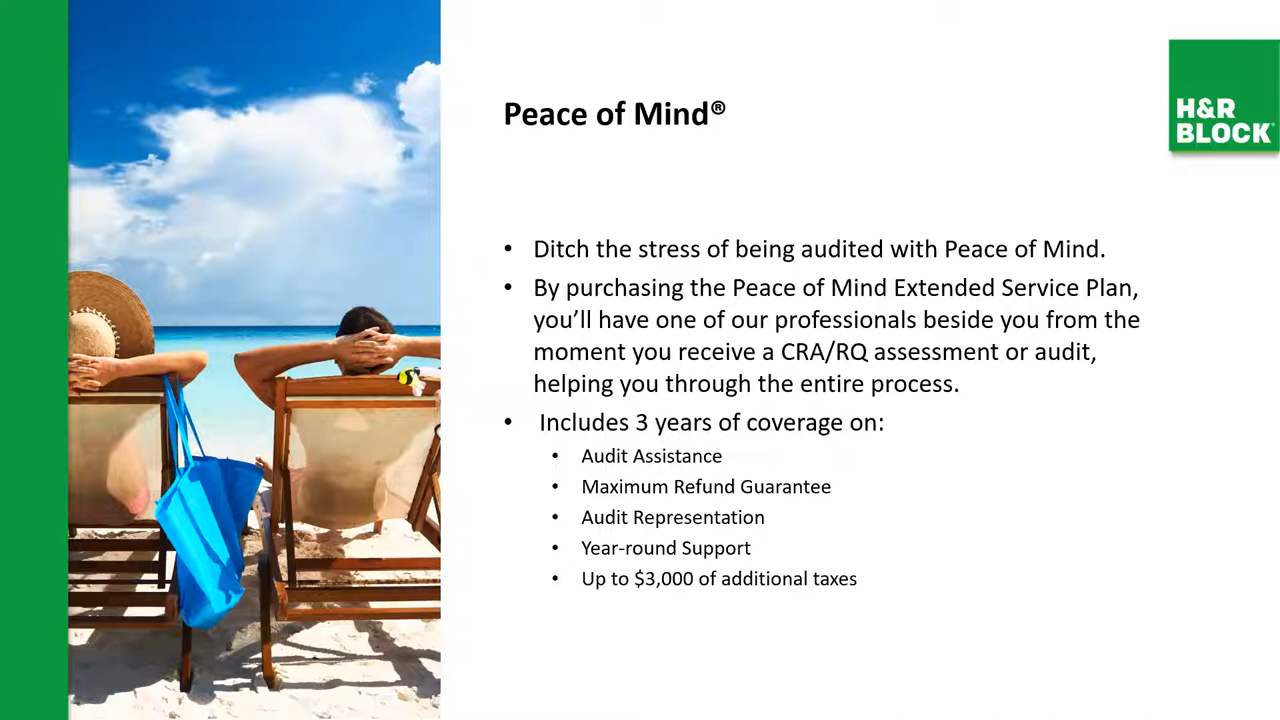 Peace of Mind®
H&R
BLOCK
• Ditch the stress of being audited with Peace of Mind.
• By purchasing the Peace of Mind Extended Service Plan,
you’ll have one of our professionals beside you from the
moment you receive a CRA/RQ assessment or audit,
helping you through the entire process.
• Includes 3 years of coverage on:
• Audit Assistance
• Maximum Refund Guarantee
• Audit Representation
• Year-round Support
• Up to $3,000 of additional taxes